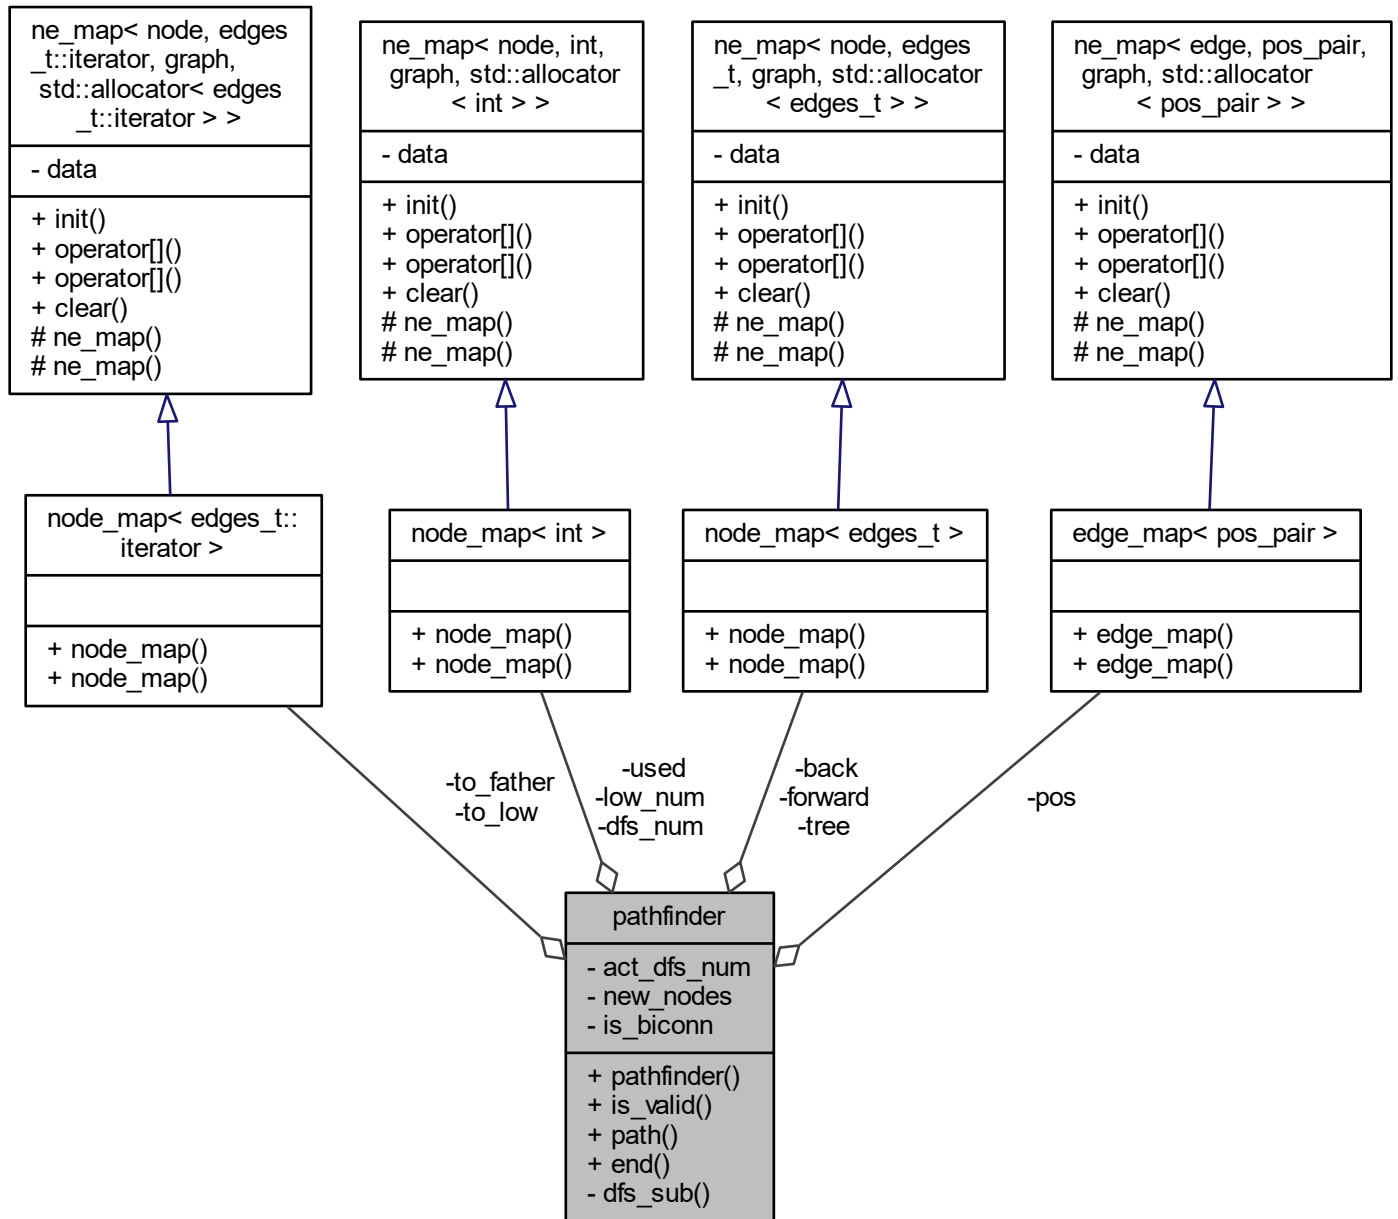 ne_map< node, edges
_t::iterator, graph,
std::allocator< edges
_t::iterator > >
- data
+ init()
+ operator[]()
+ operator[]()
+ clear()
# ne_map()
# ne_map()
ne_map< node, int,
graph, std::allocator
< int > >
- data
+ init()
+ operator[]()
+ operator[]()
+ clear()
# ne_map()
# ne_map()
ne_map< node, edges
_t, graph, std::allocator
< edges_t > >
- data
+ init()
+ operator[]()
+ operator[]()
+ clear()
# ne_map()
# ne_map()
ne_map< edge, pos_pair,
graph, std::allocator
< pos_pair > >
- data
+ init()
+ operator[]()
+ operator[]()
+ clear()
# ne_map()
# ne_map()
node_map< edges_t::
iterator >
+ node_map()
+ node_map()
node_map< int >
+ node_map()
+ node_map()
node_map< edges_t >
+ node_map()
+ node_map()
edge_map< pos_pair >
+ edge_map()
+ edge_map()
-to_father
-to_low
-used
-low_num
-dfs_num
-back
-forward
-tree
-pos
pathfinder
- act_dfs_num
- new_nodes
- is_biconn
+ pathfinder()
+ is_valid()
+ path()
+ end()
- dfs_sub()